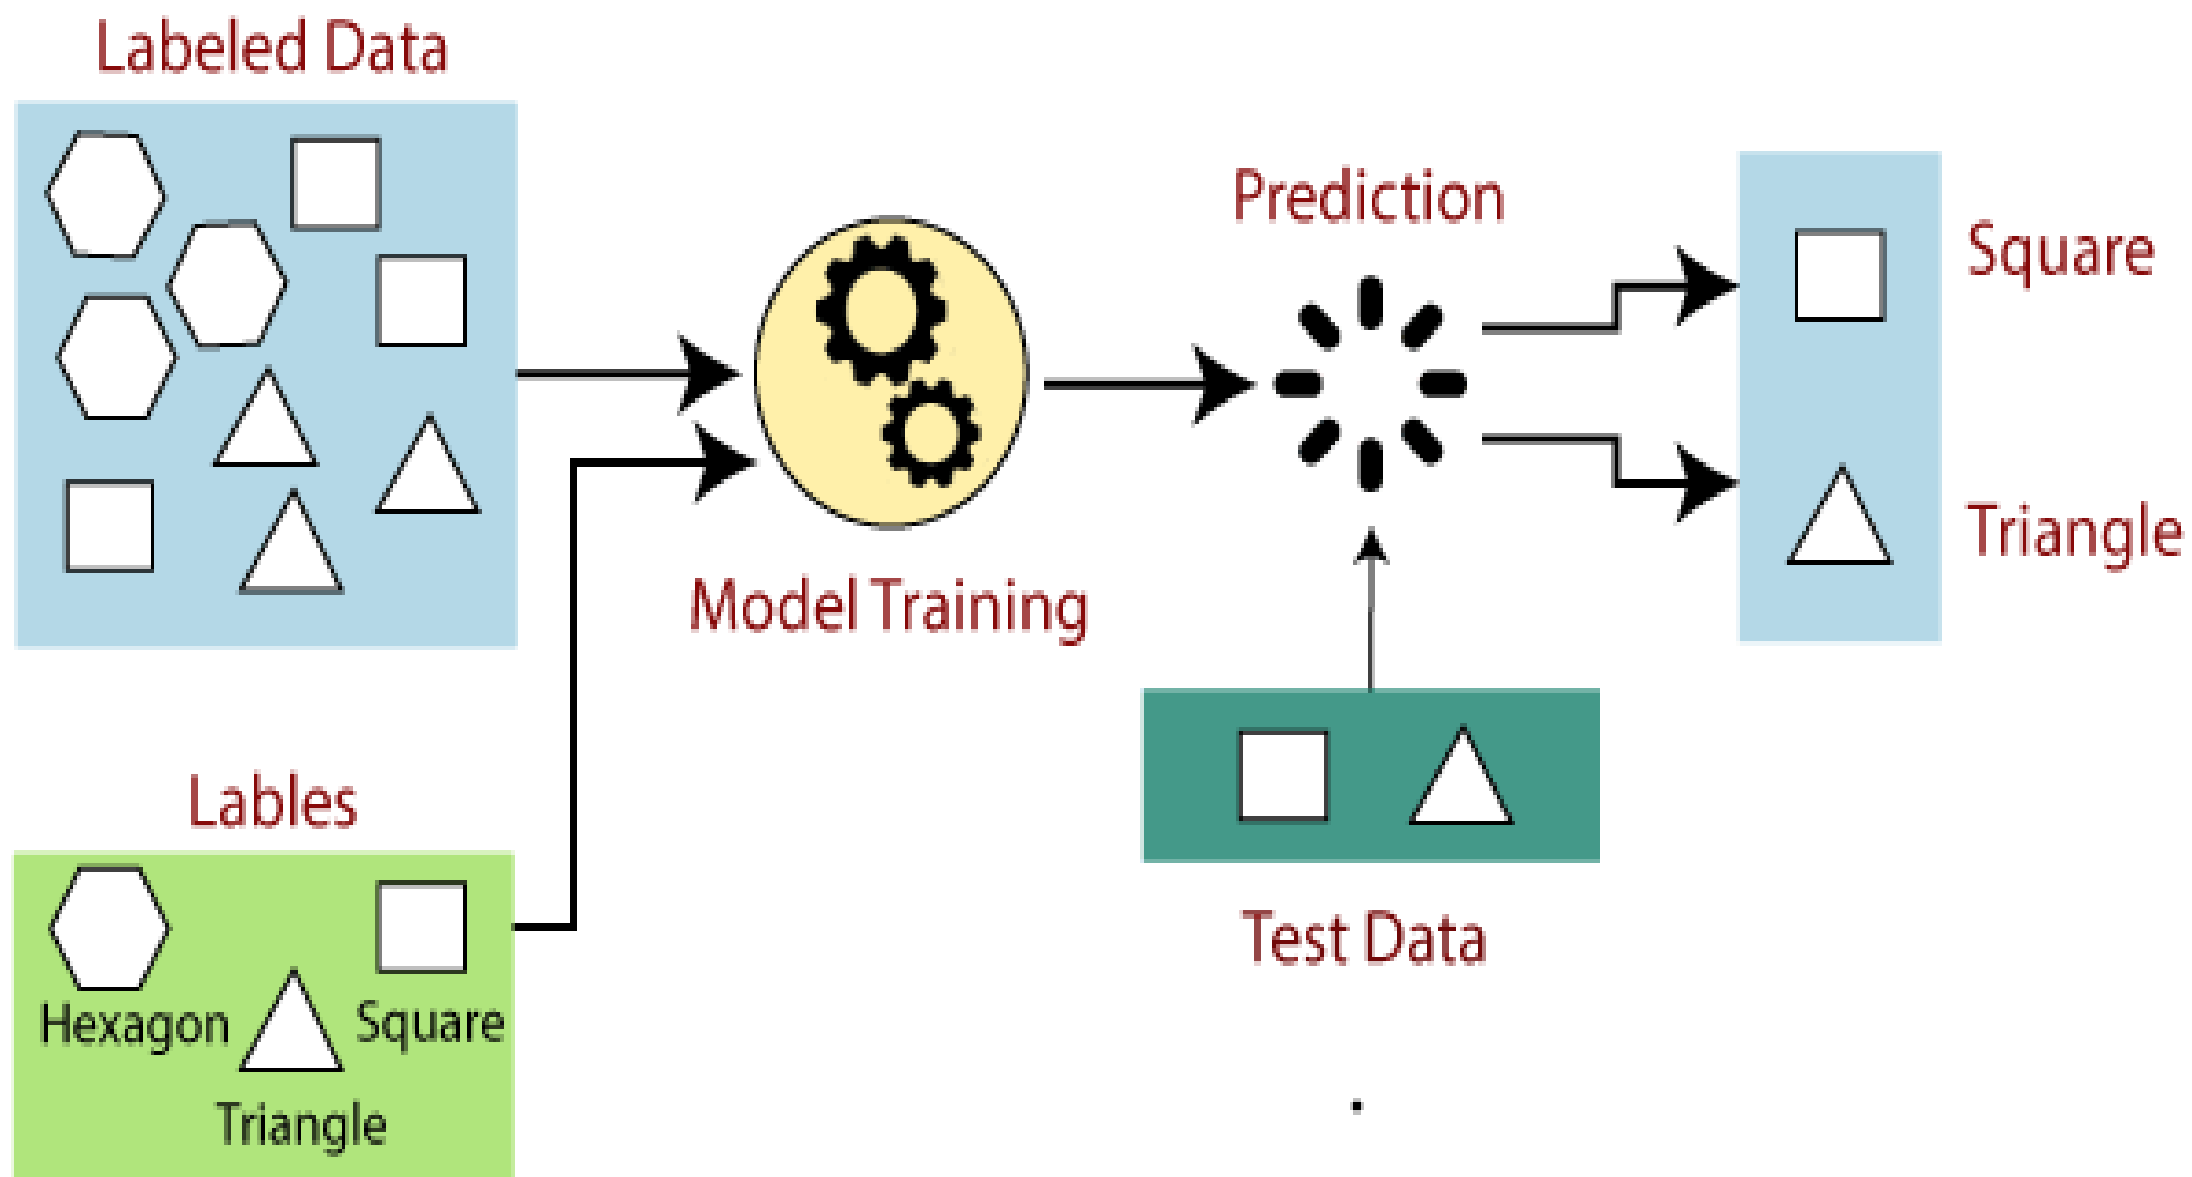 Labeled Data
Prediction
Square
Triangle
Model Training
Lables
Test Data
Hexagon
Square
Triangle